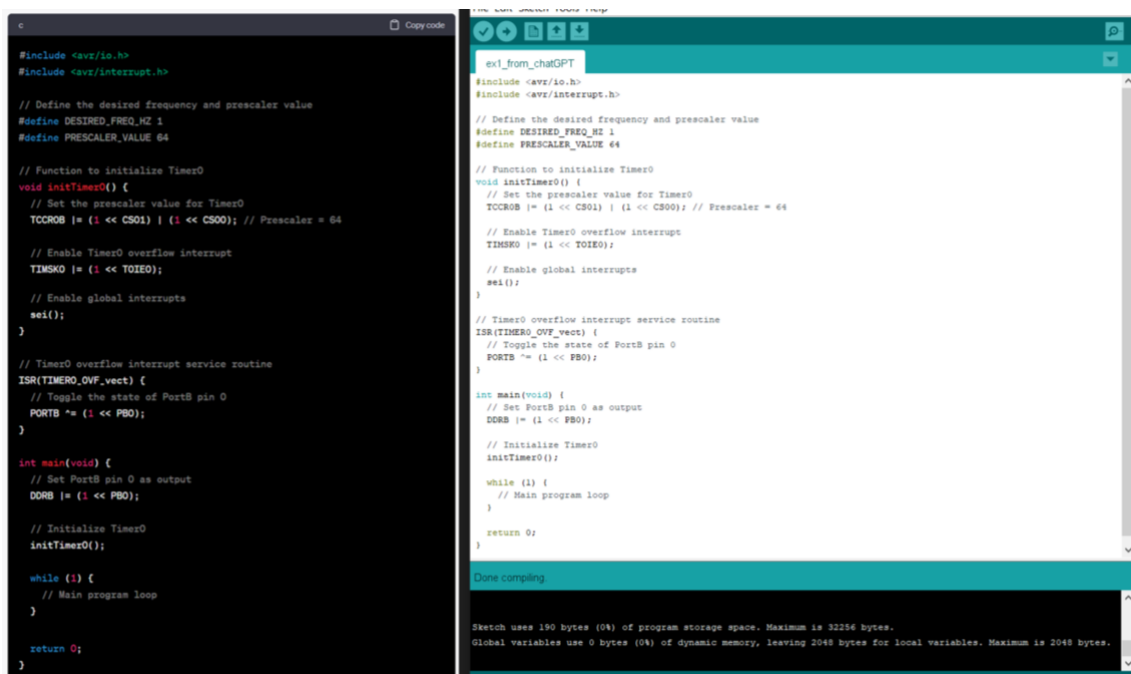 c
Copy code
#include <avr/io.h>
#include <avr/interrupt.h>
// Define the desired frequency and prescaler value
#define DESIRED_FREQ_HZ 1
#define PRESCALER_VALUE 64
// Function to initialize Timer0
void initTimer0() {
// Set the prescaler value for Timer0
TCCR0B |= (1 << CS01) | (1 << CS00); // Prescaler = 64
// Enable Timer0 overflow interrupt
TIMSK0 |= (1 << TOIE0);
// Enable global interrupts
sei();
}
// Timer0 overflow interrupt service routine
ISR(TIMER0_OVF_vect) {
// Toggle the state of PortB pin 0
PORTB ^= (1 << PB0);
}
int main(void) {
// Set PortB pin 0 as output
DDRB |= (1 << PB0);
// Initialize Timer0
initTimer0();
while (1) {
// Main program loop
}
return 0;
}
File Edit Sketch Tools Help
ex1_from_chatGPT
#include <avr/io.h>
#include <avr/interrupt.h>
// Define the desired frequency and prescaler value
#define DESIRED_FREQ_HZ 1
#define PRESCALER_VALUE 64
// Function to initialize Timer0
void initTimer0() {
// Set the prescaler value for Timer0
TCCR0B |= (1 << CS01) | (1 << CS00); // Prescaler = 64
// Enable Timer0 overflow interrupt
TIMSK0 |= (1 << TOIE0);
// Enable global interrupts
sei();
}
// Timer0 overflow interrupt service routine
ISR(TIMER0_OVF_vect) {
// Toggle the state of PortB pin 0
PORTB ^= (1 << PB0);
}
int main(void) {
// Set PortB pin 0 as output
DDRB |= (1 << PB0);
// Initialize Timer0
initTimer0();
while (1) {
// Main program loop
}
return 0;
}
Done compiling.
Sketch uses 190 bytes (0%) of program storage space. Maximum is 32256 bytes.
Global variables use 0 bytes (0%) of dynamic memory, leaving 2048 bytes for local variables. Maximum is 2048 bytes.